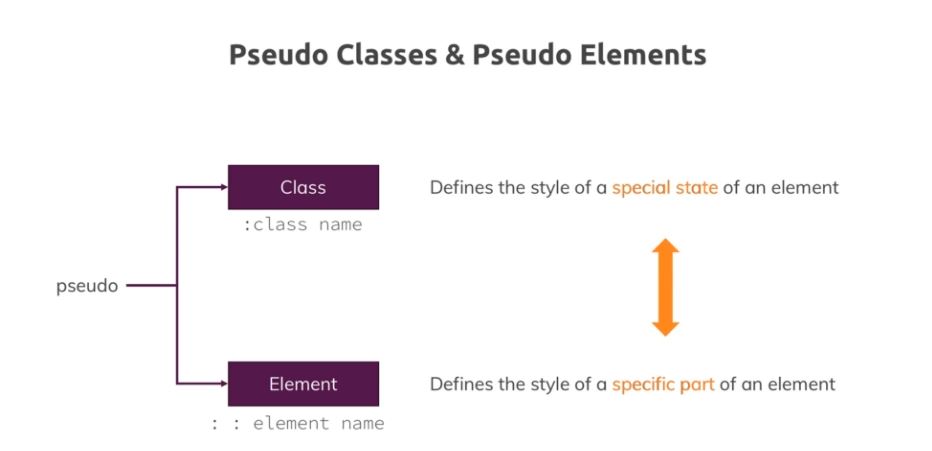 Pseudo Classes & Pseudo Elements
Class
Defines the style of a special state of an element
:class name
pseudo
Element
Defines the style of a specific part of an element
: : element name